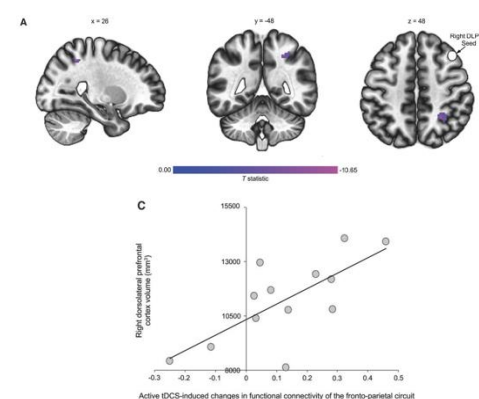 A
x = 26
y = -48
z = 48
Right DLP
Seed
0.00
-10.65
T statistic
C
15500
13000
10500
8000
Right dorsolateral prefrontal
cortex volume (mm³)
-0.3 -0.2 -0.1 0 0.1 0.2 0.3 0.4 0.5
Active tDCS-induced changes in functional connectivity of the fronto-parietal circuit